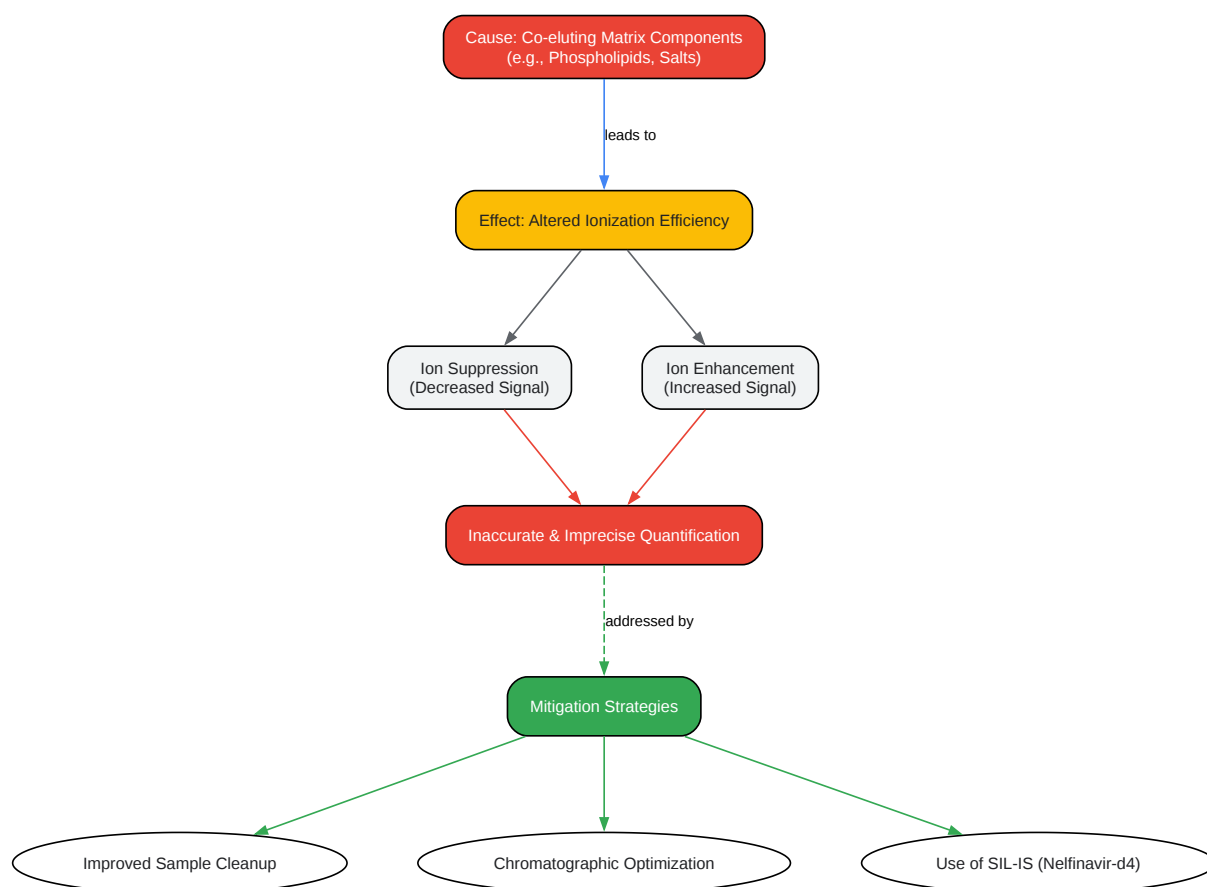 Cause: Co-eluting Matrix Components
(e.g., Phospholipids, Salts)
leads to
Effect: Altered Ionization Efficiency
Ion Suppression
(Decreased Signal)
Ion Enhancement
(Increased Signal)
Inaccurate & Imprecise Quantification
addressed by
Mitigation Strategies
Improved Sample Cleanup
Chromatographic Optimization
Use of SIL-IS (Nelfinavir-d4)